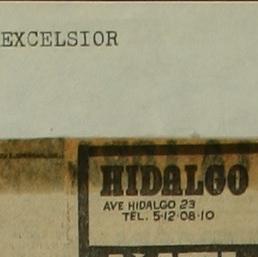 EXCELSIOR
HIDALGO
AVE HIDALGO 23
TEL. 5·12·08·10